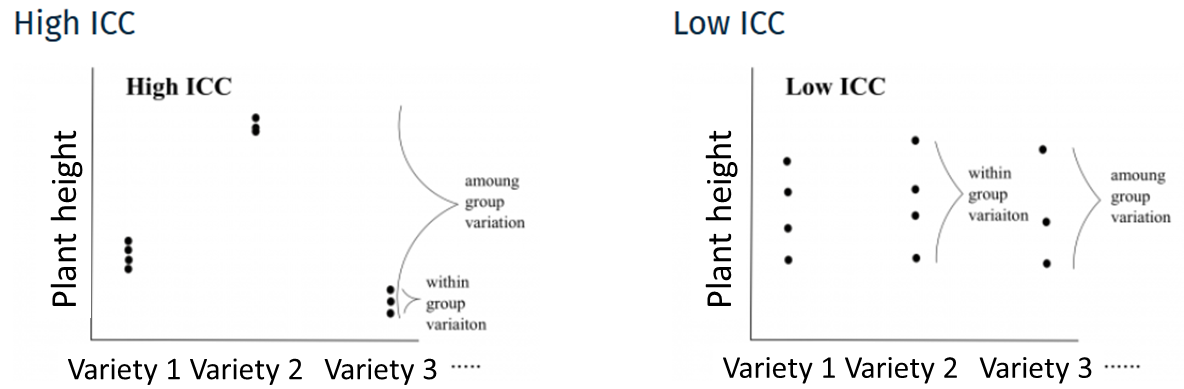 High ICC
High ICC
Plant height
amoung
group
variation
within
group
variaiton
Variety 1 Variety 2 Variety 3 .....
Low ICC
Low ICC
Plant height
within
group
variaiton
amoung
group
variation
Variety 1 Variety 2 Variety 3 ......